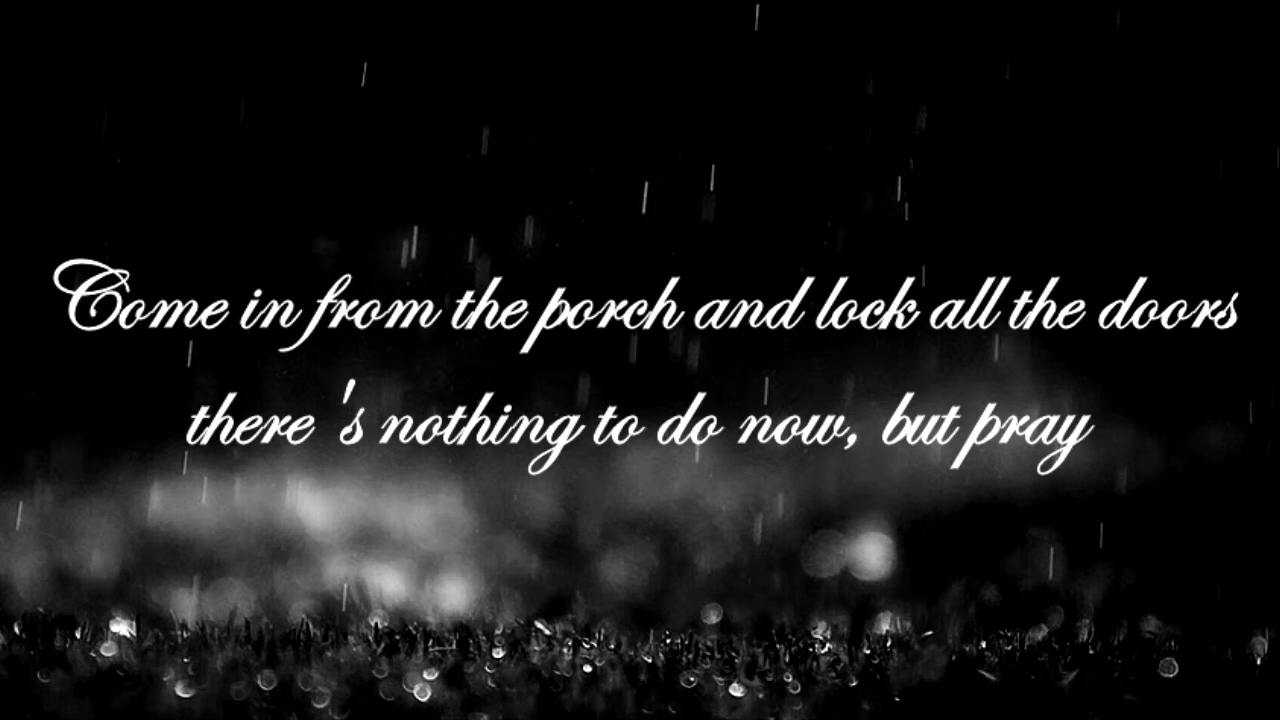 Come in from the porch and lock all the doors
there 's nothing to do now, but pray